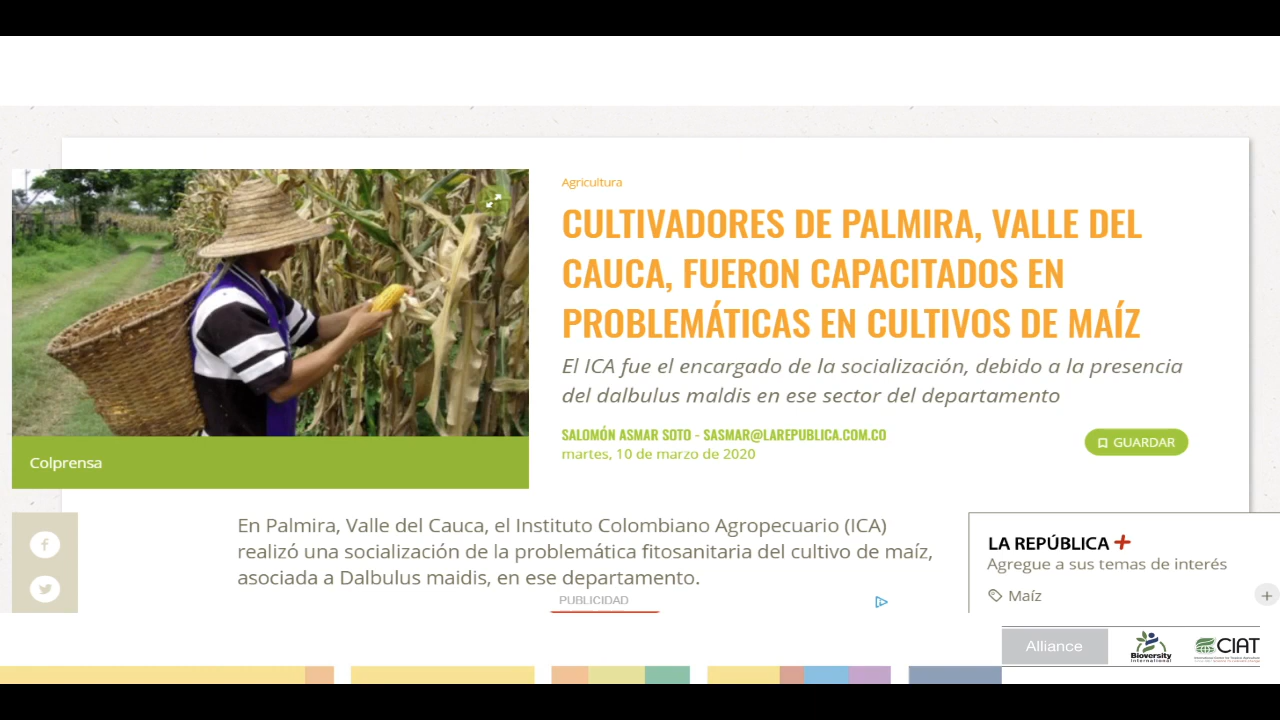 Agricultura
CULTIVADORES DE PALMIRA, VALLE DEL
CAUCA, FUERON CAPACITADOS EN
PROBLEMÁTICAS EN CULTIVOS DE MAÍZ
El ICA fue el encargado de la socialización, debido a la presencia
del dalbulus maldis en ese sector del departamento
SALOMÓN ASMAR SOTO - SASMAR@LAREPUBLICA.COM.CO
martes, 10 de marzo de 2020
GUARDAR
Colprensa
En Palmira, Valle del Cauca, el Instituto Colombiano Agropecuario (ICA)
realizó una socialización de la problemática fitosanitaria del cultivo de maíz,
asociada a Dalbulus maidis, en ese departamento.
PUBLICIDAD
LA REPÚBLICA +
Agregue a sus temas de interés
Maíz
Alliance
Bioversity
International
CIAT